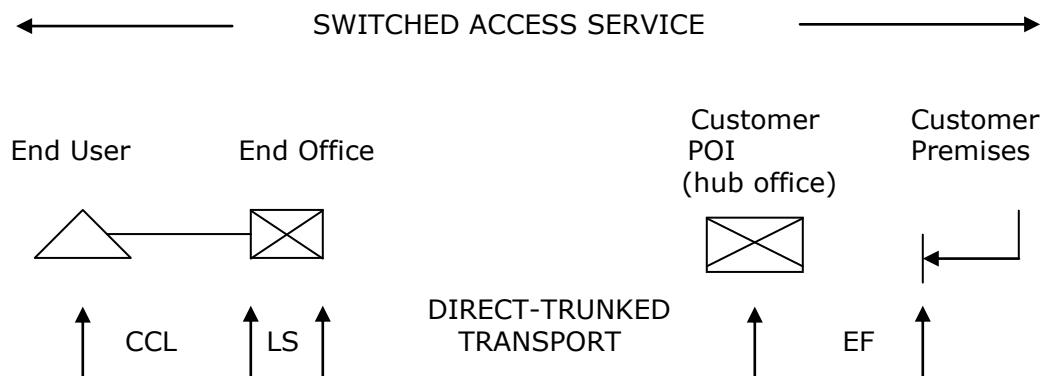 SWITCHED ACCESS SERVICE
Customer
POI
(hub office)
Customer
Premises
End User
End Office
DIRECT-TRUNKED
TRANSPORT
CCL
LS
EF